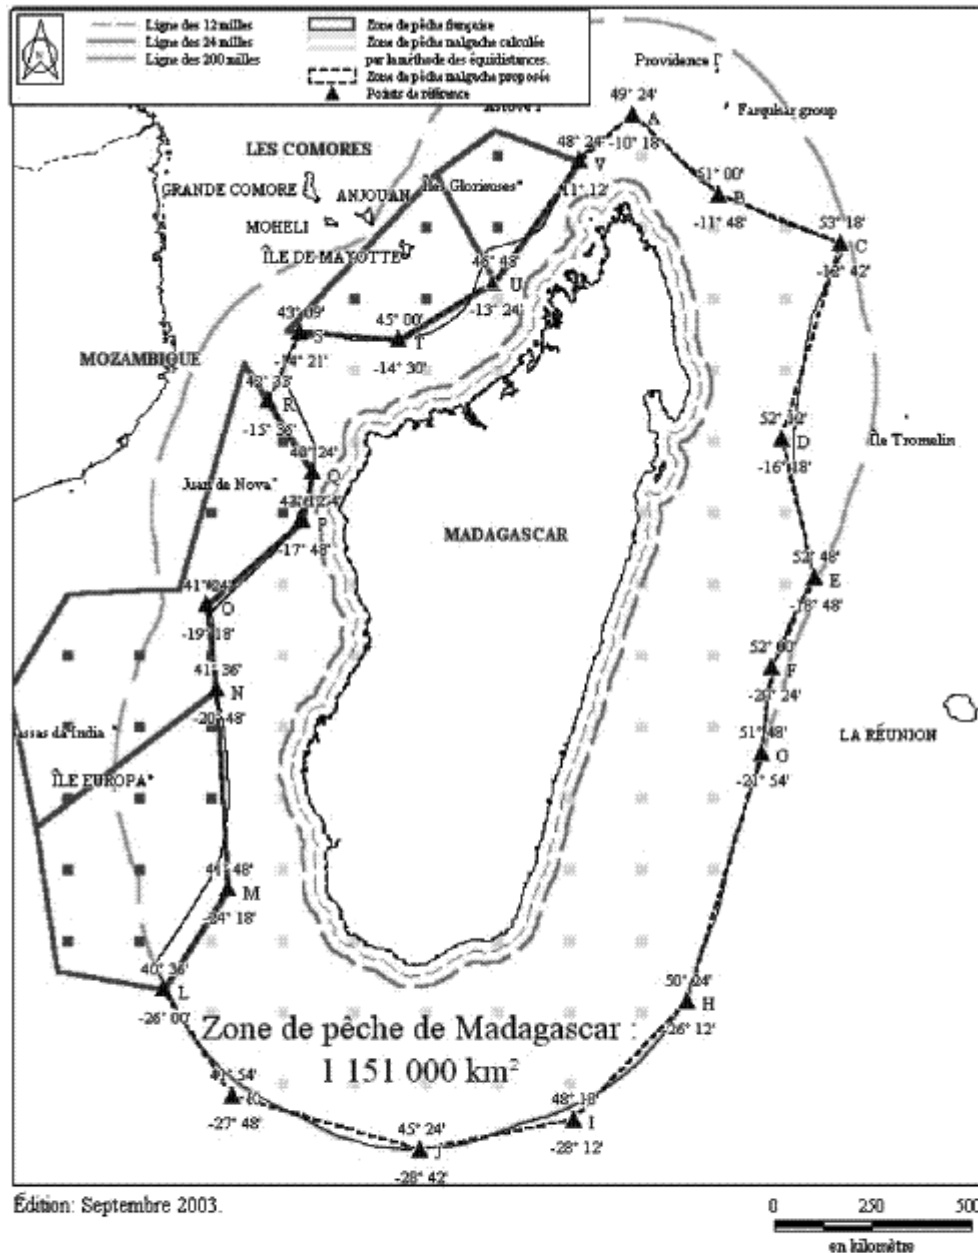 Ligne des 12 milles
Ligne des 24 milles
Ligne des 200 milles
Zone de pêche française
Zone de pêche malgache calculée
par la méthode des équidistances.
Zone de pêche malgache proposée
Points de référence
Providence I
Farquhar group
49° 24'
A
-10° 18'
LES COMORES
48° 24'
V
11° 12'
GRANDE COMORE
ANJOUAN
Îles Glorieuses
51° 00'
B
-11° 48'
MOHELI
53° 18'
C
-12° 42'
ÎLE DE MAYOTTE
46° 48'
U
-13° 24'
43° 09'
S
-14° 21'
45° 00'
T
-14° 30'
MOZAMBIQUE
R
-15° 36'
D
-16° 18'
Île Tromelin
Q
Juan de Nova
P
-17° 48'
MADAGASCAR
52° 48'
E
-18° 48'
41° 24'
O
-19° 18'
52° 00'
F
-20° 24'
41° 36'
N
-20° 48'
51° 48'
G
-21° 54'
LA RÉUNION
ÎLE EUROPA
M
-24° 18'
40° 36'
L
-26° 00'
50° 24'
H
-26° 12'
Zone de pêche de Madagascar :
1 151 000 km²
41° 54'
K
-27° 48'
48° 18'
I
-28° 12'
45° 24'
J
-28° 42'
Édition: Septembre 2003.
0 250 500
en kilomètre